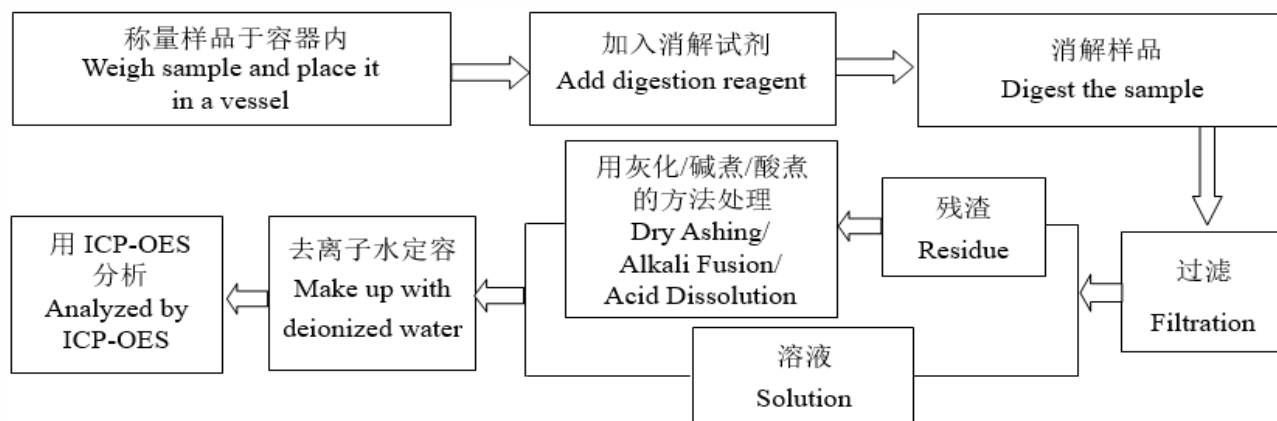 称量样品于容器内
Weigh sample and place it
in a vessel
加入消解试剂
Add digestion reagent
消解样品
Digest the sample
过滤
Filtration
残渣
Residue
用灰化/碱煮/酸煮
的方法处理
Dry Ashing/
Alkali Fusion/
Acid Dissolution
溶液
Solution
去离子水定容
Make up with
deionized water
用 ICP-OES
分析
Analyzed by
ICP-OES